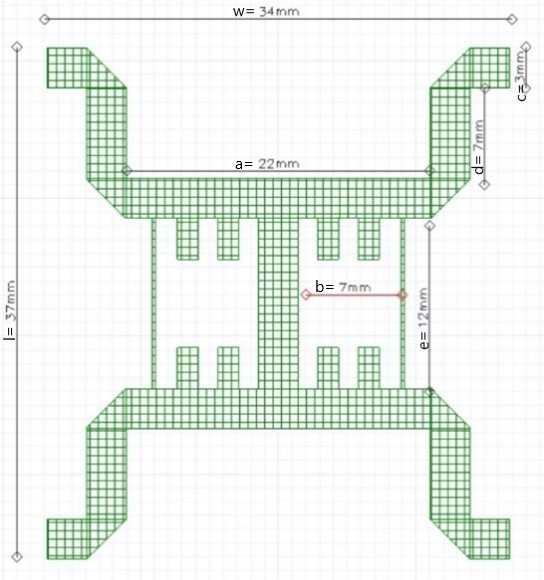 w= 34mm
c= 3mm
d= 7mm
a= 22mm
l= 37mm
b= 7mm
e= 12mm